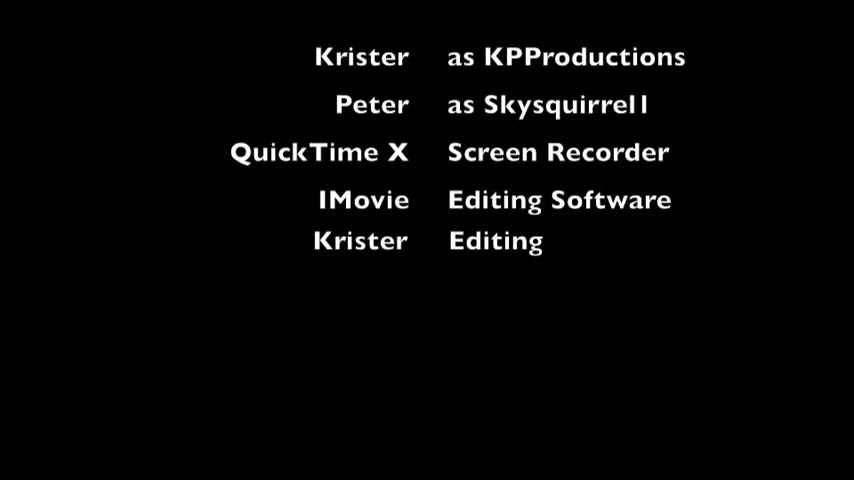 Krister as KPProductions
Peter as Skysquirrel1
QuickTime X Screen Recorder
IMovie Editing Software
Krister Editing